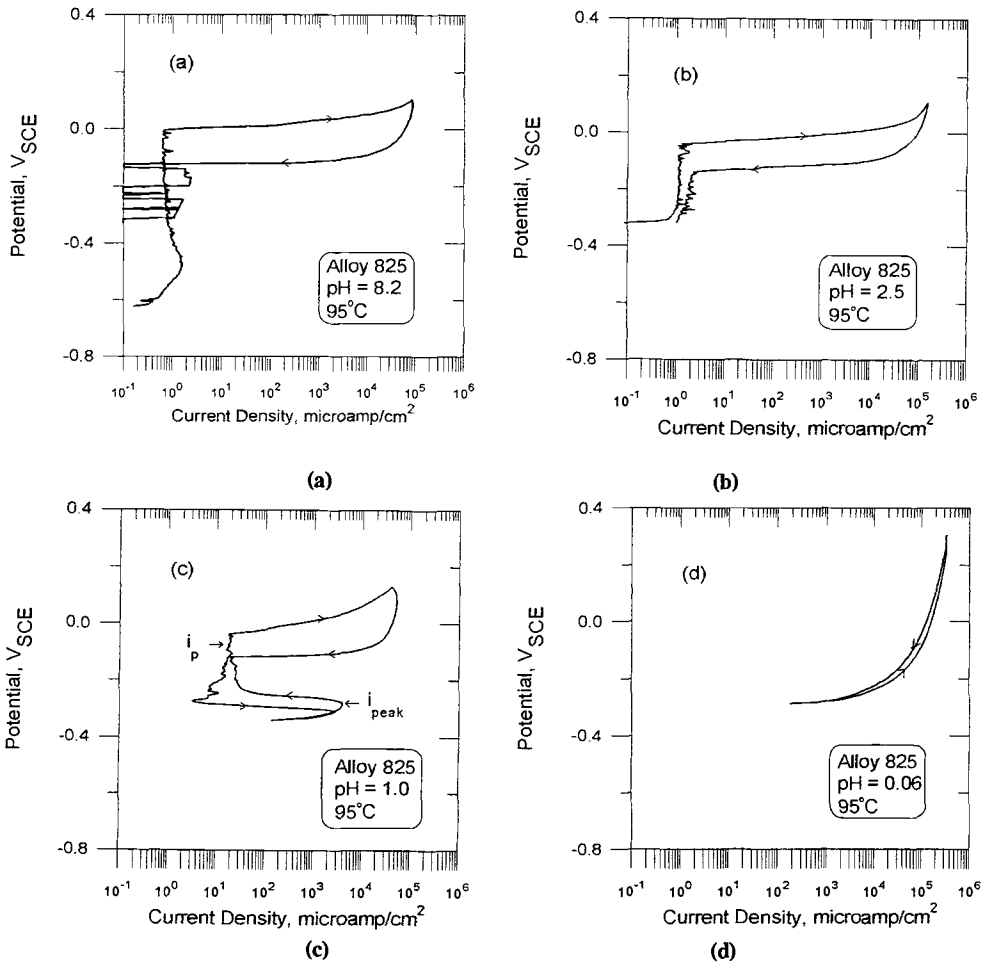 0.4
0.0
-0.4
-0.8
Potential, V_SCE
(a)
Alloy 825
pH = 8.2
95°C
10^-1 10^0 10^1 10^2 10^3 10^4 10^5 10^6
Current Density, microamp/cm^2
(a)
0.4
0.0
-0.4
-0.8
Potential, V_SCE
(b)
Alloy 825
pH = 2.5
95°C
10^-1 10^0 10^1 10^2 10^3 10^4 10^5 10^6
Current Density, microamp/cm^2
(b)
0.4
0.0
-0.4
-0.8
Potential, V_SCE
(c)
i_p
i_peak
Alloy 825
pH = 1.0
95°C
10^-1 10^0 10^1 10^2 10^3 10^4 10^5 10^6
Current Density, microamp/cm^2
(c)
0.4
0.0
-0.4
-0.8
Potential, V_SCE
(d)
Alloy 825
pH = 0.06
95°C
10^-1 10^0 10^1 10^2 10^3 10^4 10^5 10^6
Current Density, microamp/cm^2
(d)